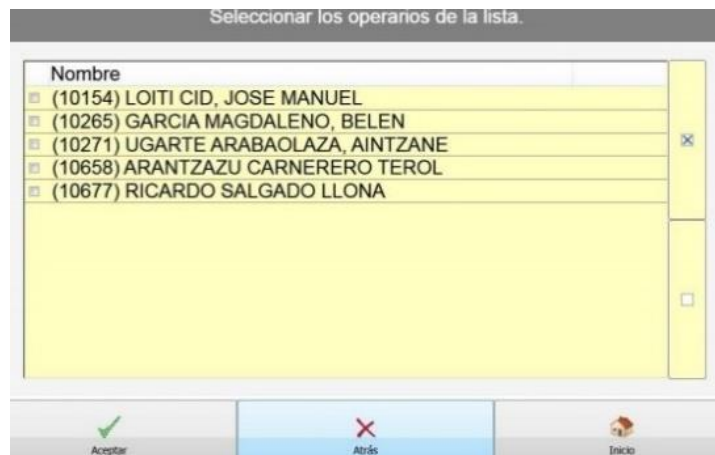 Seleccionar los operarios de la lista.
Nombre
(10154) LOITI CID, JOSE MANUEL
(10265) GARCIA MAGDALENO, BELEN
(10271) UGARTE ARABAOLAZA, AINTZANE
(10658) ARANTZAZU CARNERERO TEROL
(10677) RICARDO SALGADO LLONA
Aceptar
Atrás
Inicio